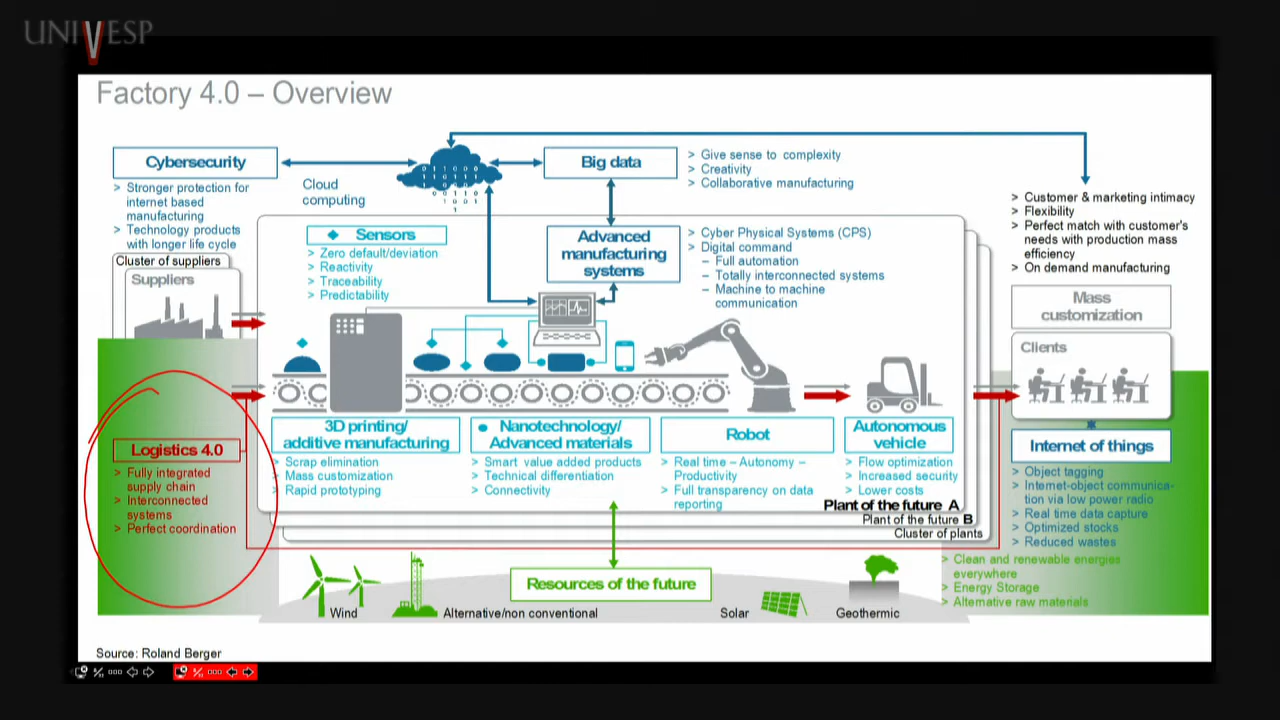 UNIVESP
Factory 4.0 – Overview
Cybersecurity
> Stronger protection for
internet based
manufacturing
> Technology products
with longer life cycle
Cloud
computing
01100
0101
Big data
> Give sense to complexity
> Creativity
> Collaborative manufacturing
> Customer & marketing intimacy
> Flexibility
> Perfect match with customer's
needs with production mass
efficiency
> On demand manufacturing
Cluster of suppliers
Suppliers
Sensors
> Zero default/deviation
> Reactivity
> Traceability
> Predictability
Advanced
manufacturing
systems
> Cyber Physical Systems (CPS)
> Digital command
– Full automation
– Totally interconnected systems
– Machine to machine
communication
Mass
customization
Clients
Logistics 4.0
> Fully integrated
supply chain
> Interconnected
systems
> Perfect coordination
3D printing/
additive manufacturing
> Scrap elimination
> Mass customization
> Rapid prototyping
Nanotechnology/
Advanced materials
> Smart value added products
> Technical differentiation
> Connectivity
Robot
> Real time – Autonomy –
Productivity
> Full transparency on data
reporting
Autonomous
vehicle
> Flow optimization
> Increased security
> Lower costs
Plant of the future A
Plant of the future B
Cluster of plants
Internet of things
> Object tagging
> Internet-object communica-
tion via low power radio
> Real time data capture
> Optimized stocks
> Reduced wastes
Resources of the future
> Clean and renewable energies
everywhere
> Energy Storage
> Alternative raw materials
Wind
Alternative/non conventional
Solar
Geothermic
Source: Roland Berger